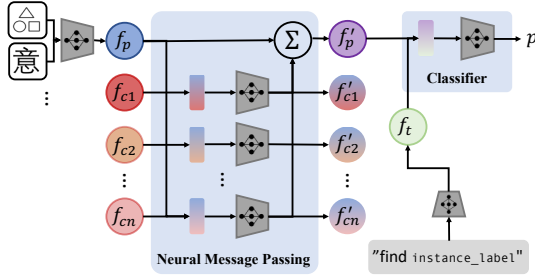 意
f_p
Σ
f'_p
p
f_c1
f'_c1
Classifier
f_t
f_c2
f'_c2
f_cn
f'_cn
Neural Message Passing
"find instance_label"